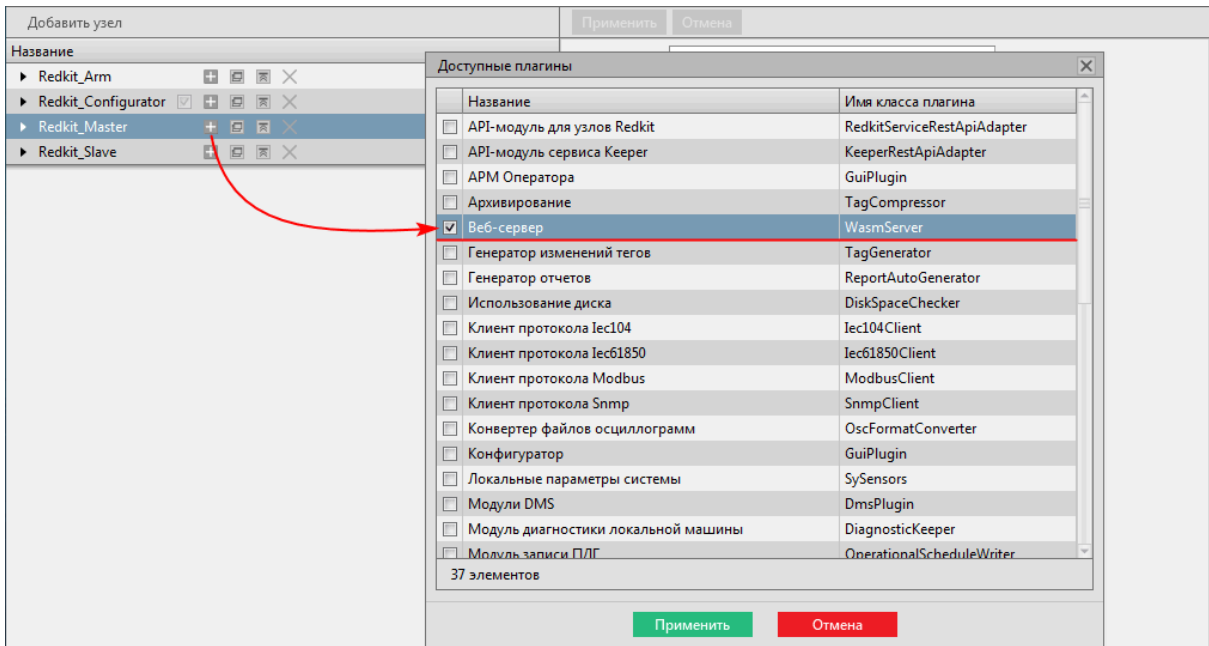 Добавить узел
Применить Отмена
Название
Redkit_Arm
Redkit_Configurator
Redkit_Master
Redkit_Slave
Доступные плагины
Название Имя класса плагина
API-модуль для узлов Redkit RedkitServiceRestApiAdapter
API-модуль сервиса Keeper KeeperRestApiAdapter
АРМ Оператора GuiPlugin
Архивирование TagCompressor
Веб-сервер WasmServer
Генератор изменений тегов TagGenerator
Генератор отчетов ReportAutoGenerator
Использование диска DiskSpaceChecker
Клиент протокола Iec104 Iec104Client
Клиент протокола Iec61850 Iec61850Client
Клиент протокола Modbus ModbusClient
Клиент протокола Snmp SnmpClient
Конвертер файлов осциллограмм OscFormatConverter
Конфигуратор GuiPlugin
Локальные параметры системы SySensors
Модули DMS DmsPlugin
Модуль диагностики локальной машины DiagnosticKeeper
Модуль записи ПДГ OperationalScheduleWriter
37 элементов
Применить Отмена